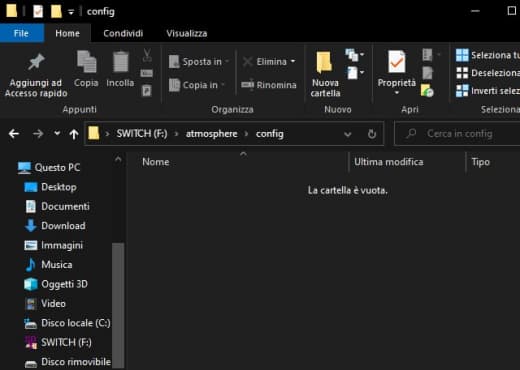 config
File
Home
Condividi
Visualizza
Aggiungi ad
Accesso rapido
Copia
Incolla
Sposta in
Copia in
Elimina
Rinomina
Nuova
cartella
Proprietà
Seleziona tu
Deseleziona
Inverti selez
Appunti
Organizza
Nuovo
Apri
Seleziona
SWITCH (F:)
atmosphere
config
Cerca in config
Questo PC
Desktop
Documenti
Download
Immagini
Musica
Oggetti 3D
Video
Disco locale (C:)
SWITCH (F:)
Disco rimovibile
Nome
Ultima modifica
Tipo
La cartella è vuota.